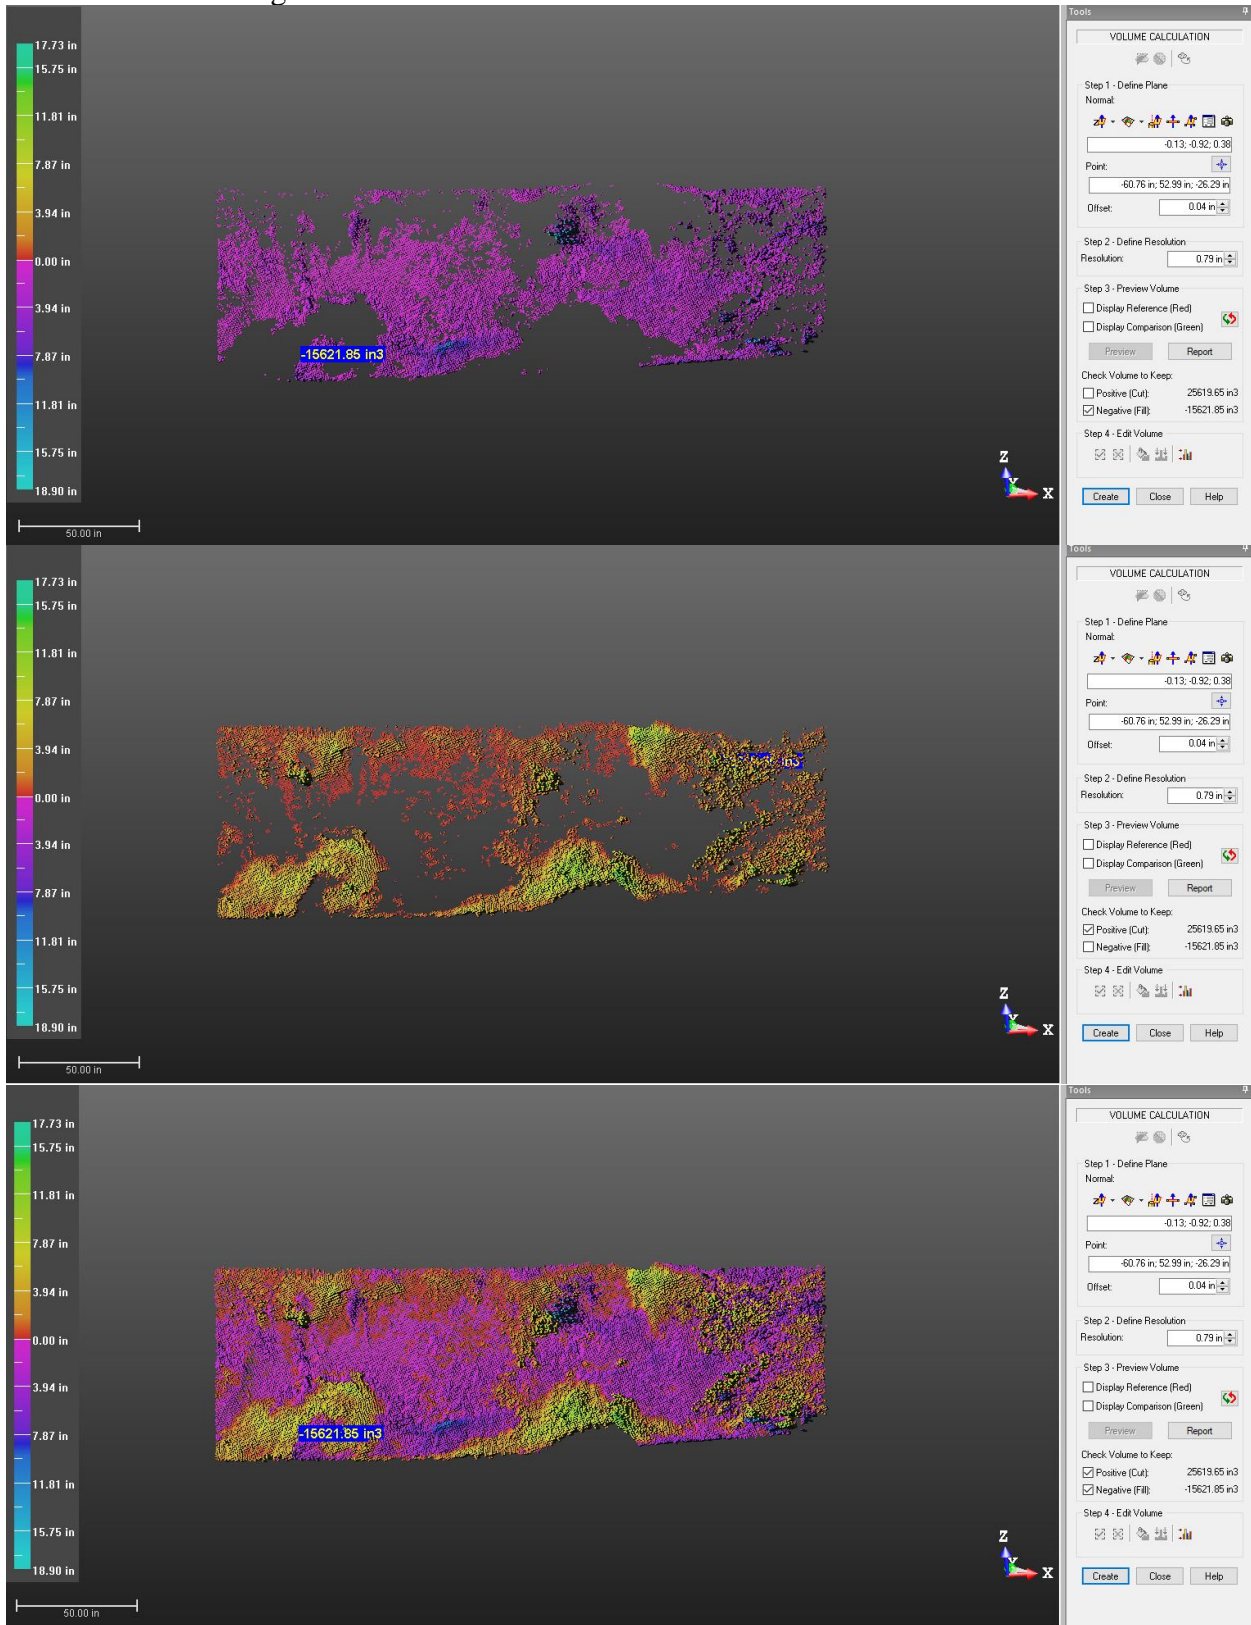 Tools
17.73 in
15.75 in
11.81 in
7.87 in
3.94 in
0.00 in
3.94 in
7.87 in
11.81 in
15.75 in
18.90 in
-15621.85 in3
Z
Y
X
50.00 in
VOLUME CALCULATION
Step 1 - Define Plane
Normal:
-0.13; -0.92; 0.38
Point:
-60.76 in; 52.99 in; -26.29 in
Offset: 0.04 in
Step 2 - Define Resolution
Resolution: 0.79 in
Step 3 - Preview Volume
Display Reference (Red)
Display Comparison (Green)
Preview Report
Check Volume to Keep:
Positive (Cut): 25619.65 in3
Negative (Fill): -15621.85 in3
Step 4 - Edit Volume
Create Close Help
Tools
17.73 in
15.75 in
11.81 in
7.87 in
3.94 in
0.00 in
3.94 in
7.87 in
11.81 in
15.75 in
18.90 in
in3
Z
Y
X
50.00 in
VOLUME CALCULATION
Step 1 - Define Plane
Normal:
-0.13; -0.92; 0.38
Point:
-60.76 in; 52.99 in; -26.29 in
Offset: 0.04 in
Step 2 - Define Resolution
Resolution: 0.79 in
Step 3 - Preview Volume
Display Reference (Red)
Display Comparison (Green)
Preview Report
Check Volume to Keep:
Positive (Cut): 25619.65 in3
Negative (Fill): -15621.85 in3
Step 4 - Edit Volume
Create Close Help
Tools
17.73 in
15.75 in
11.81 in
7.87 in
3.94 in
0.00 in
3.94 in
7.87 in
11.81 in
15.75 in
18.90 in
-15621.85 in3
Z
Y
X
50.00 in
VOLUME CALCULATION
Step 1 - Define Plane
Normal:
-0.13; -0.92; 0.38
Point:
-60.76 in; 52.99 in; -26.29 in
Offset: 0.04 in
Step 2 - Define Resolution
Resolution: 0.79 in
Step 3 - Preview Volume
Display Reference (Red)
Display Comparison (Green)
Preview Report
Check Volume to Keep:
Positive (Cut): 25619.65 in3
Negative (Fill): -15621.85 in3
Step 4 - Edit Volume
Create Close Help